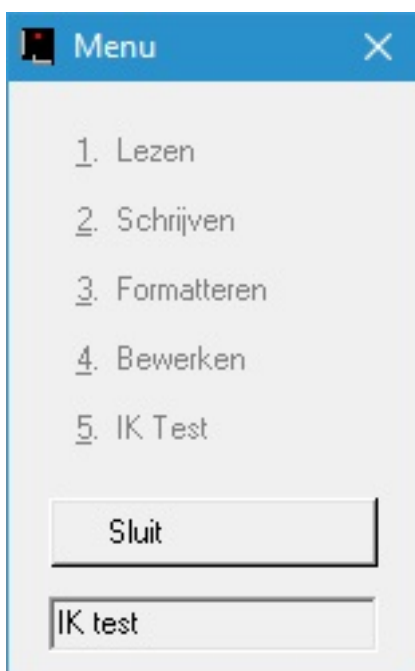 Menu
1. Lezen
2. Schrijven
3. Formatteren
4. Bewerken
5. IK Test
Sluit
IK test